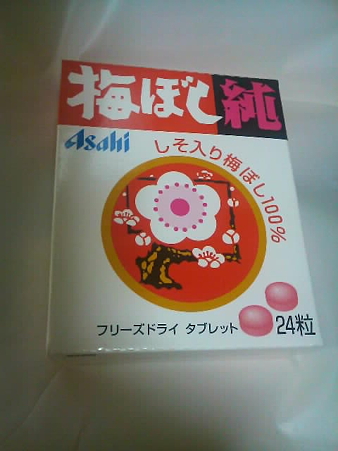 梅ぼし純
Asahi
しそ入り梅ぼし100%
フリーズドライ タブレット
24粒